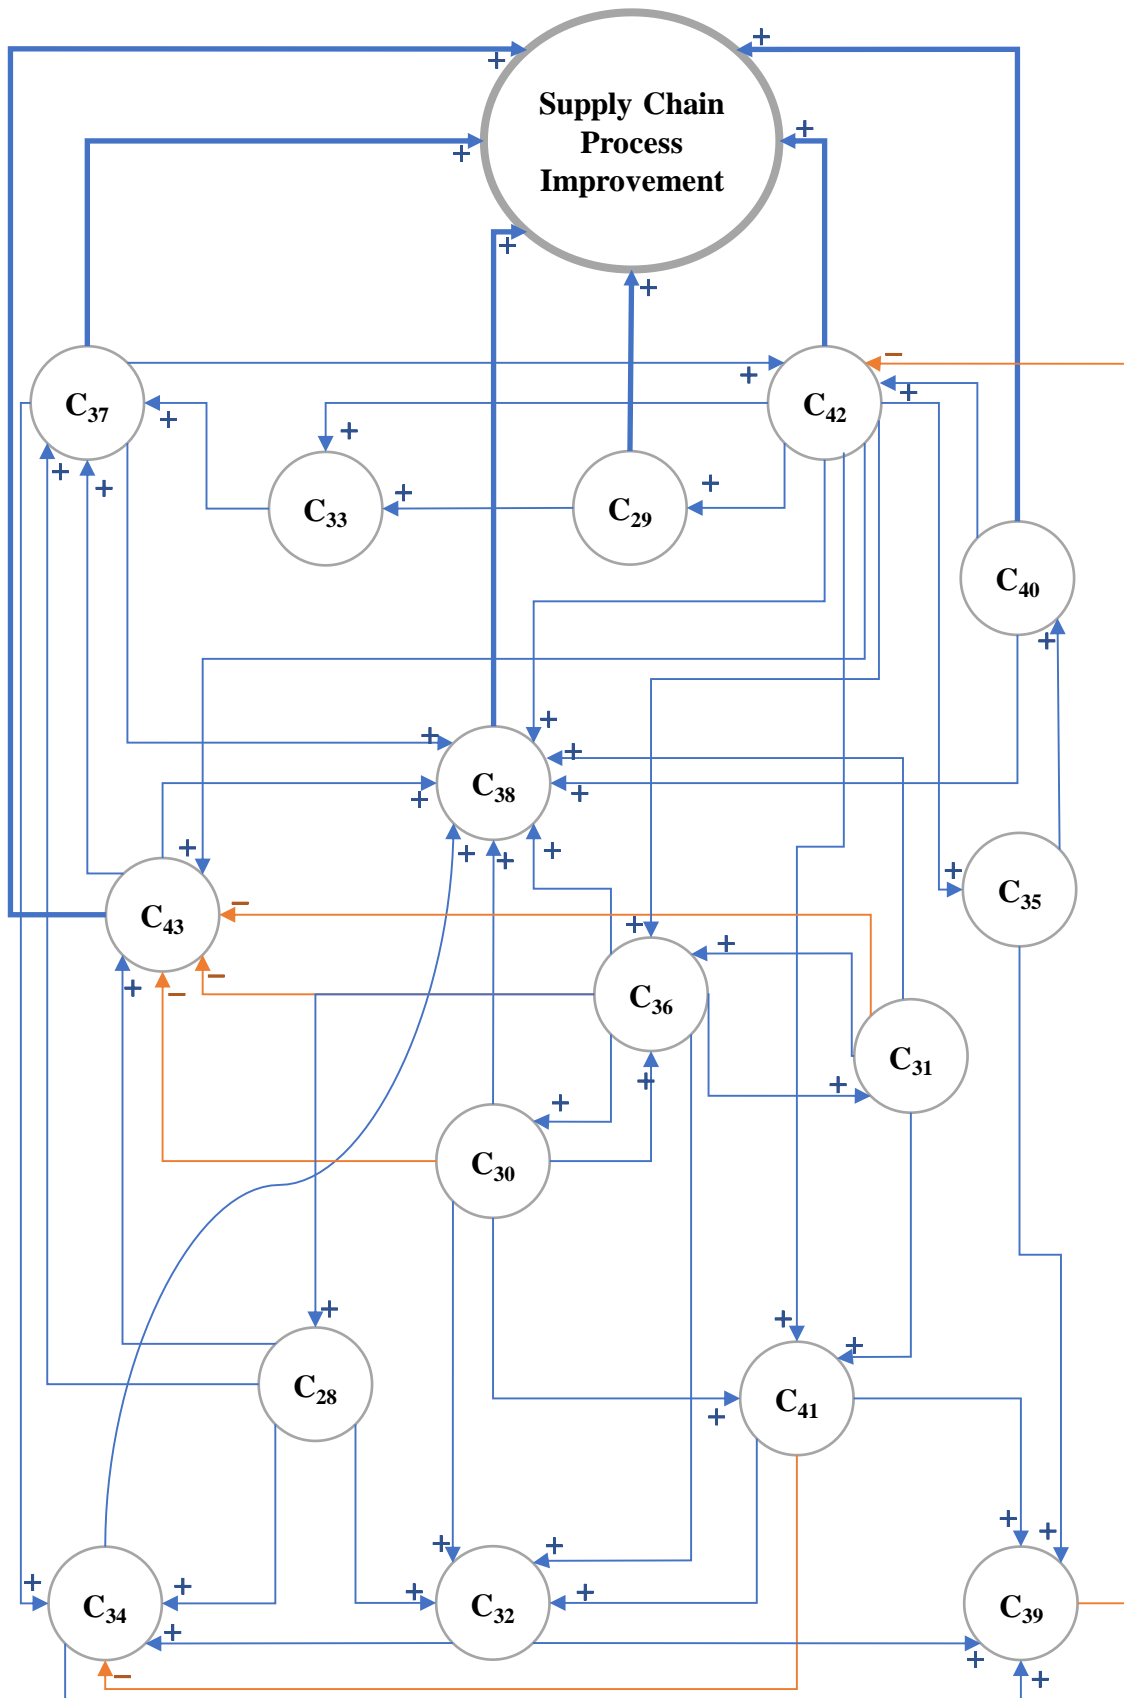 +
+
Supply Chain
Process
Improvement
+
+
+
+
−
+
+
C37
C42
+
+
+
+
+
+
C33
C29
C40
+
+
+
+
+
+
C38
+
+
+
+
+
C35
−
C43
+
+
−
+
−
C36
C31
+
+
+
C30
+
+
+
C28
C41
+
+
+
+
+
+
+
+
+
C34
C32
C39
+
+
−
+